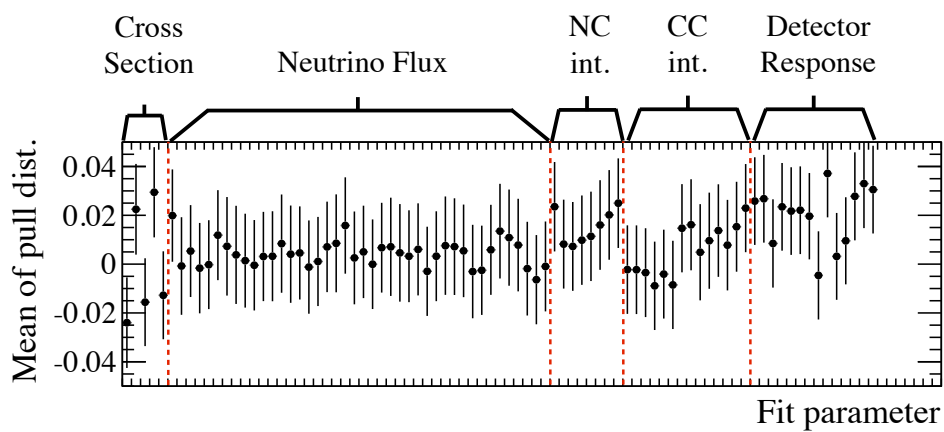 Cross
Section
Neutrino Flux
NC
int.
CC
int.
Detector
Response
Mean of pull dist.
0.04
0.02
0
-0.02
-0.04
Fit parameter